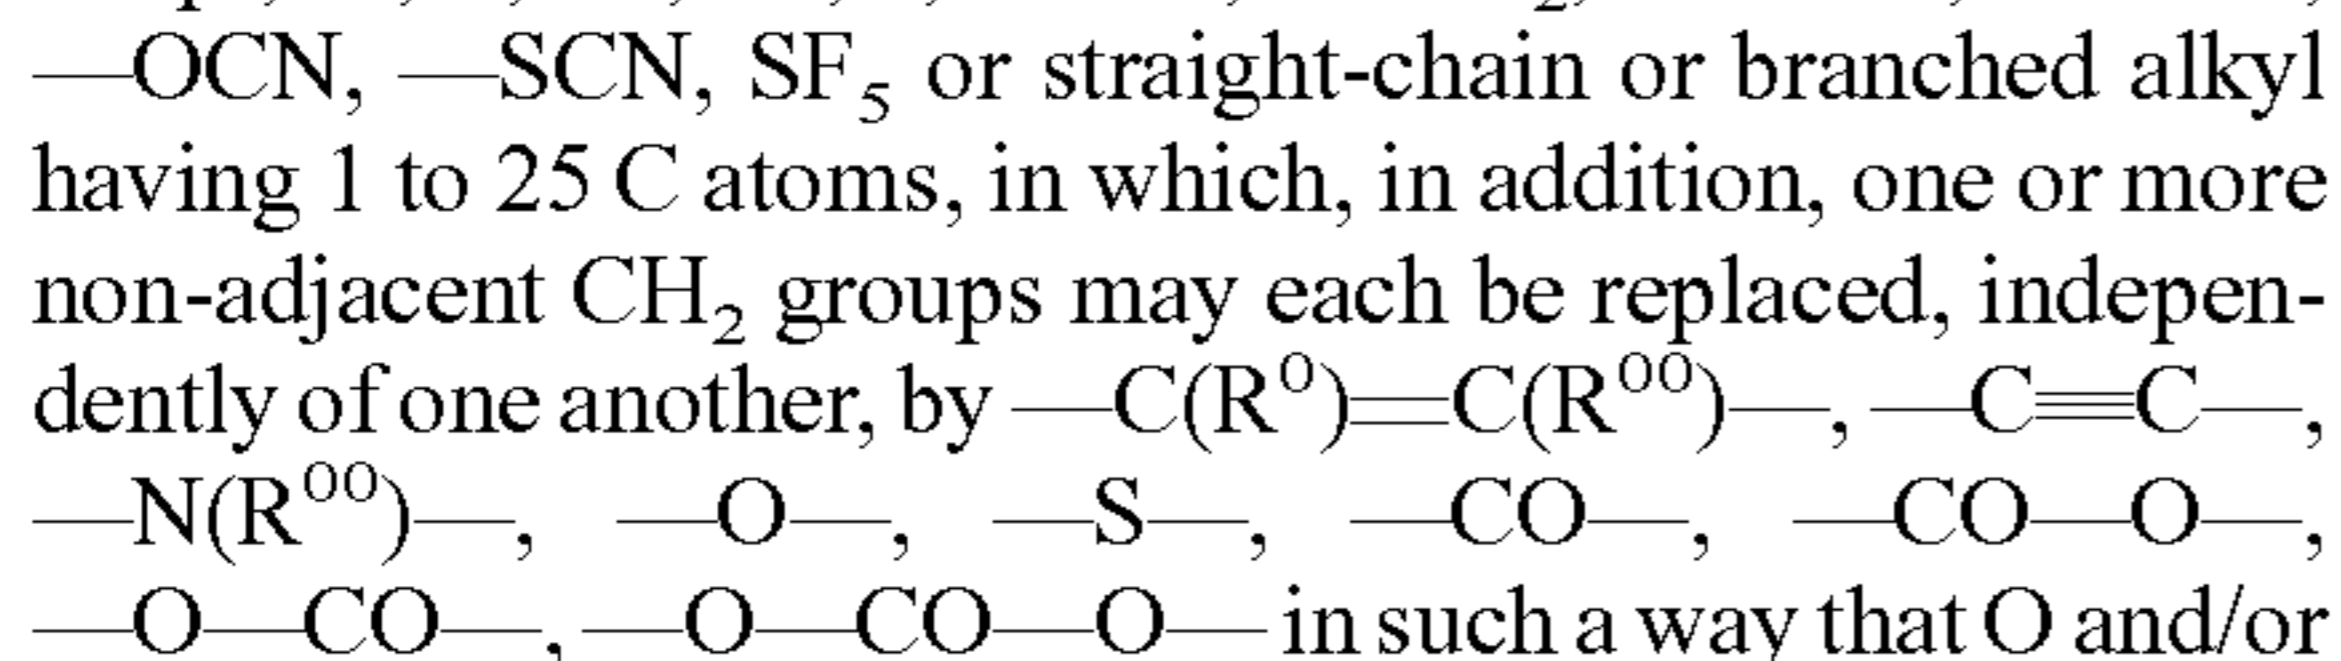 —OCN, —SCN, SF₅ or straight-chain or branched alkyl
having 1 to 25 C atoms, in which, in addition, one or more
non-adjacent CH₂ groups may each be replaced, indepen-
dently of one another, by —C(R⁰)=C(R⁰⁰)—, —C≡C—,
—N(R⁰⁰)—, —O—, —S—, —CO—, —CO—O—,
—O—CO—, —O—CO—O— in such a way that O and/or